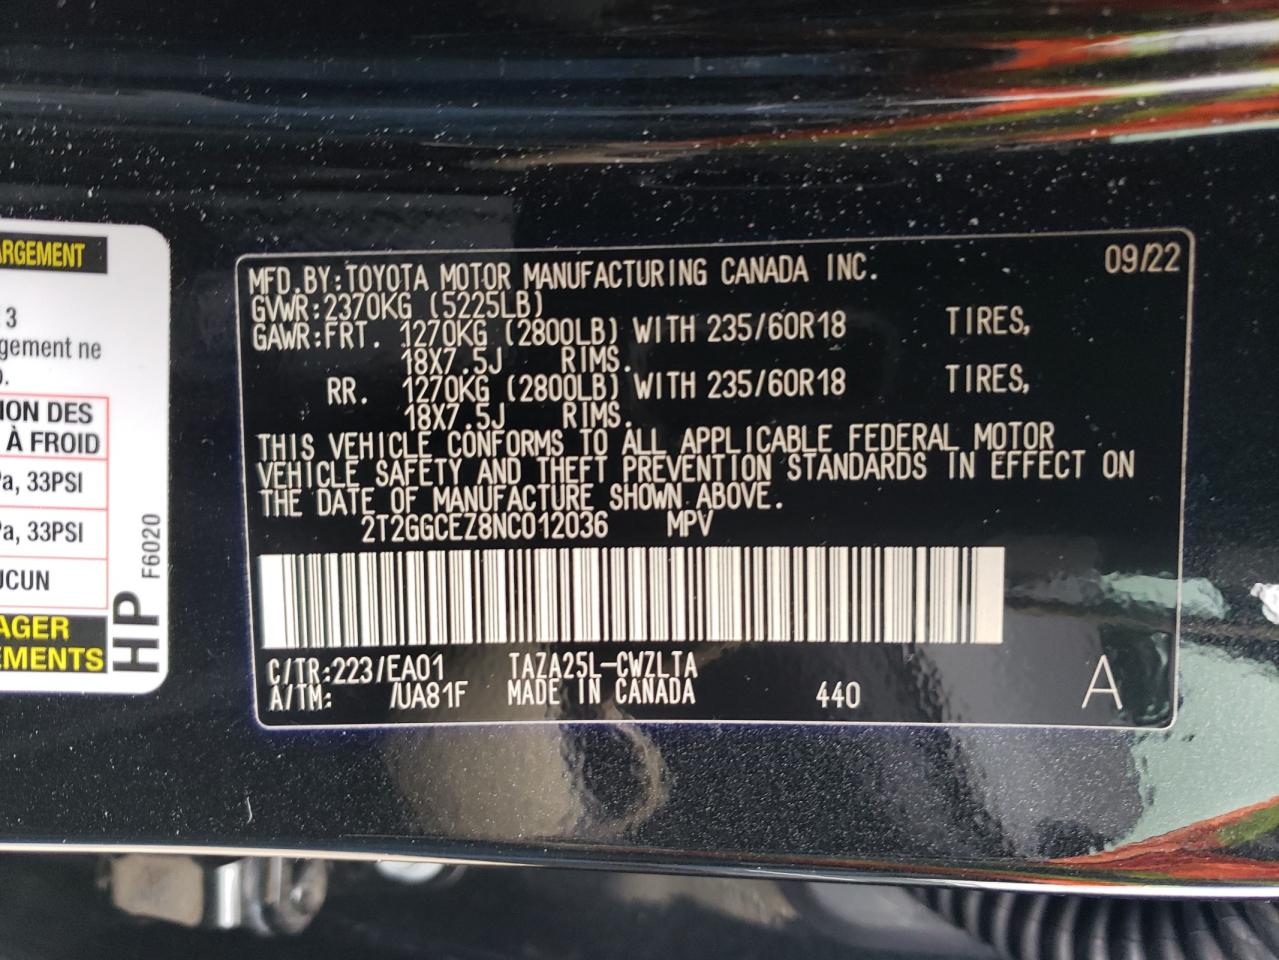 ARGEMENT
3
gement ne
ION DES
À FROID
Pa, 33PSI
Pa, 33PSI
UCUN
AGER
EMENTS
HP
F6020
MFD.BY:TOYOTA MOTOR MANUFACTURING CANADA INC. 09/22
GVWR:2370KG (5225LB)
GAWR:FRT. 1270KG (2800LB) WITH 235/60R18 TIRES,
18X7.5J RIMS.
RR. 1270KG (2800LB) WITH 235/60R18 TIRES,
18X7.5J RIMS.
THIS VEHICLE CONFORMS TO ALL APPLICABLE FEDERAL MOTOR
VEHICLE SAFETY AND THEFT PREVENTION STANDARDS IN EFFECT ON
THE DATE OF MANUFACTURE SHOWN ABOVE.
2T2GGCEZ8NC012036 MPV
C/TR:223/EA01 TAZA25L-CWZLTA
A/TM: /UA81F MADE IN CANADA 440 A